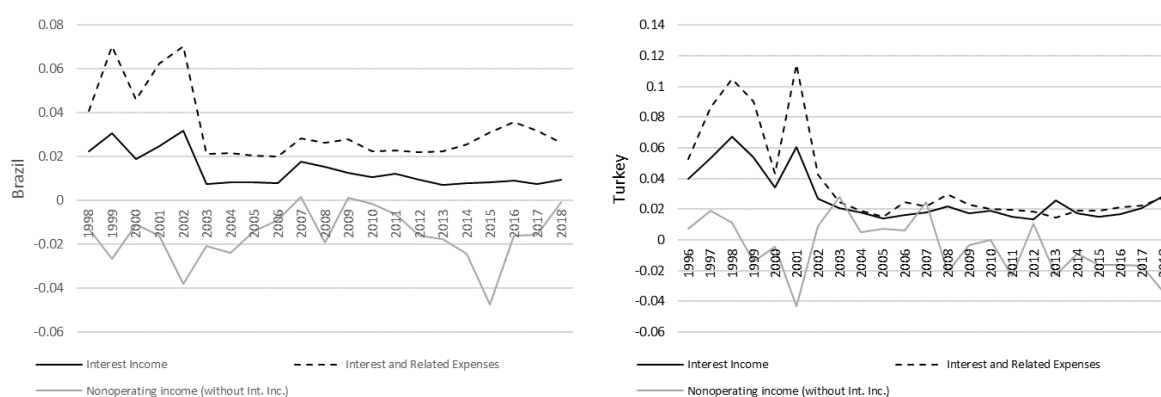 0.08
0.06
0.04
0.02
0
-0.02
-0.04
-0.06
Brazil
1998 1999 2000 2001 2002 2003 2004 2005 2006 2007 2008 2009 2010 2011 2012 2013 2014 2015 2016 2017 2018
Interest Income
Interest and Related Expenses
Nonoperating income (without Int. Inc.)
0.14
0.12
0.1
0.08
0.06
0.04
0.02
0
-0.02
-0.04
-0.06
Turkey
1996 1997 1998 1999 2000 2001 2002 2003 2004 2005 2006 2007 2008 2009 2010 2011 2012 2013 2014 2015 2016 2017
Interest Income
Interest and Related Expenses
Nonoperating income (without Int. Inc.)